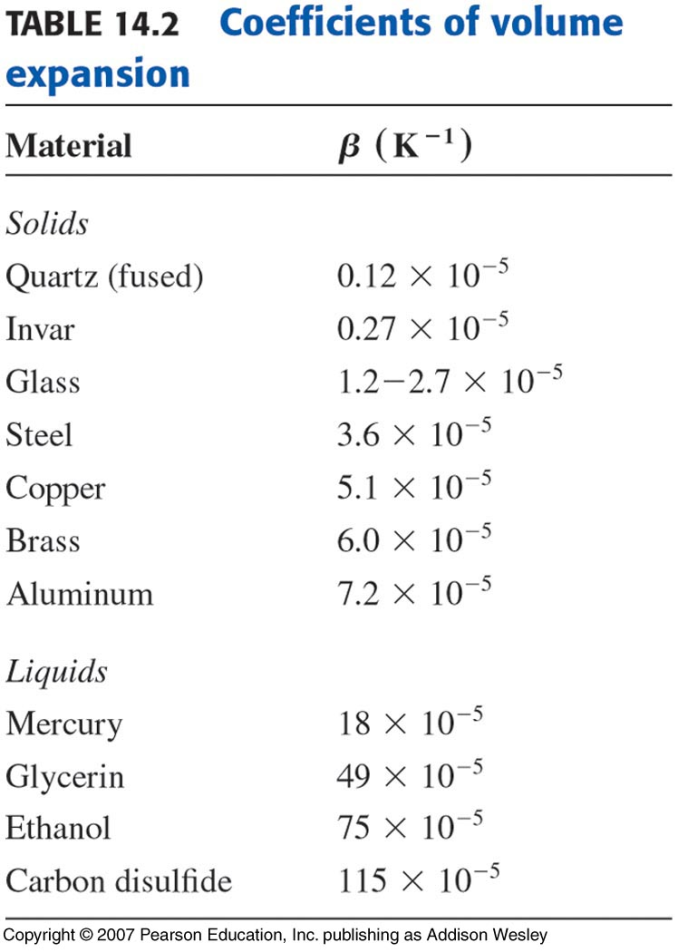 TABLE 14.2 Coefficients of volume
expansion
Material β (K⁻¹)
Solids
Quartz (fused) 0.12 × 10⁻⁵
Invar 0.27 × 10⁻⁵
Glass 1.2–2.7 × 10⁻⁵
Steel 3.6 × 10⁻⁵
Copper 5.1 × 10⁻⁵
Brass 6.0 × 10⁻⁵
Aluminum 7.2 × 10⁻⁵
Liquids
Mercury 18 × 10⁻⁵
Glycerin 49 × 10⁻⁵
Ethanol 75 × 10⁻⁵
Carbon disulfide 115 × 10⁻⁵
Copyright © 2007 Pearson Education, Inc. publishing as Addison Wesley